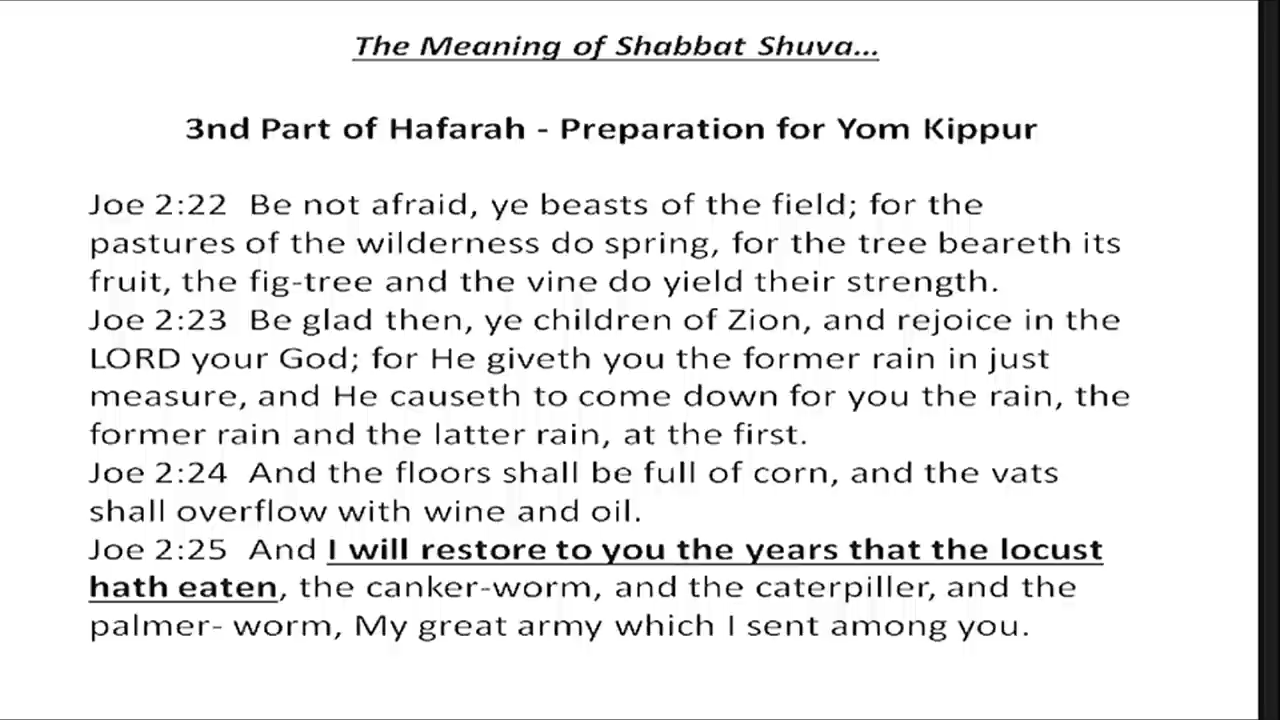 The Meaning of Shabbat Shuva...
3nd Part of Hafarah - Preparation for Yom Kippur
Joe 2:22 Be not afraid, ye beasts of the field; for the
pastures of the wilderness do spring, for the tree beareth its
fruit, the fig-tree and the vine do yield their strength.
Joe 2:23 Be glad then, ye children of Zion, and rejoice in the
LORD your God; for He giveth you the former rain in just
measure, and He causeth to come down for you the rain, the
former rain and the latter rain, at the first.
Joe 2:24 And the floors shall be full of corn, and the vats
shall overflow with wine and oil.
Joe 2:25 And I will restore to you the years that the locust
hath eaten, the canker-worm, and the caterpiller, and the
palmer- worm, My great army which I sent among you.